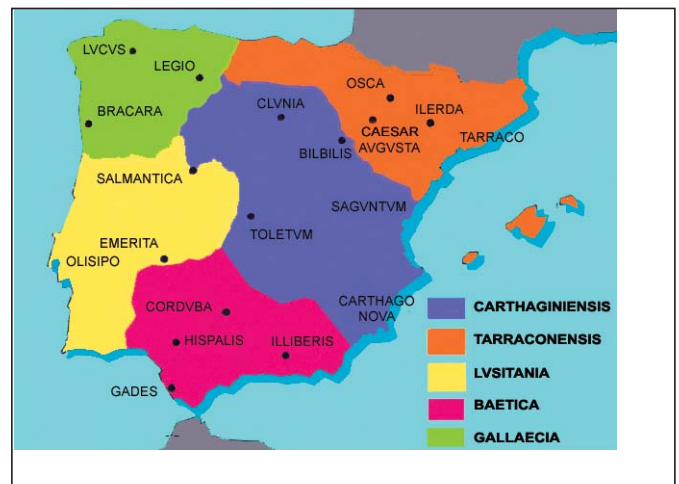 LVCVS
LEGIO
BRACARA
CLVNIA
OSCA
ILERDA
CAESAR
AVGVSTA
TARRACO
BILBILIS
SALMANTICA
SAGVNTVM
TOLETVM
EMERITA
OLISIPO
CORDVBA
CARTHAGO
NOVA
HISPALIS
ILLIBERIS
GADES
CARTHAGINIENSIS
TARRACONENSIS
LVSITANIA
BAETICA
GALLAECIA